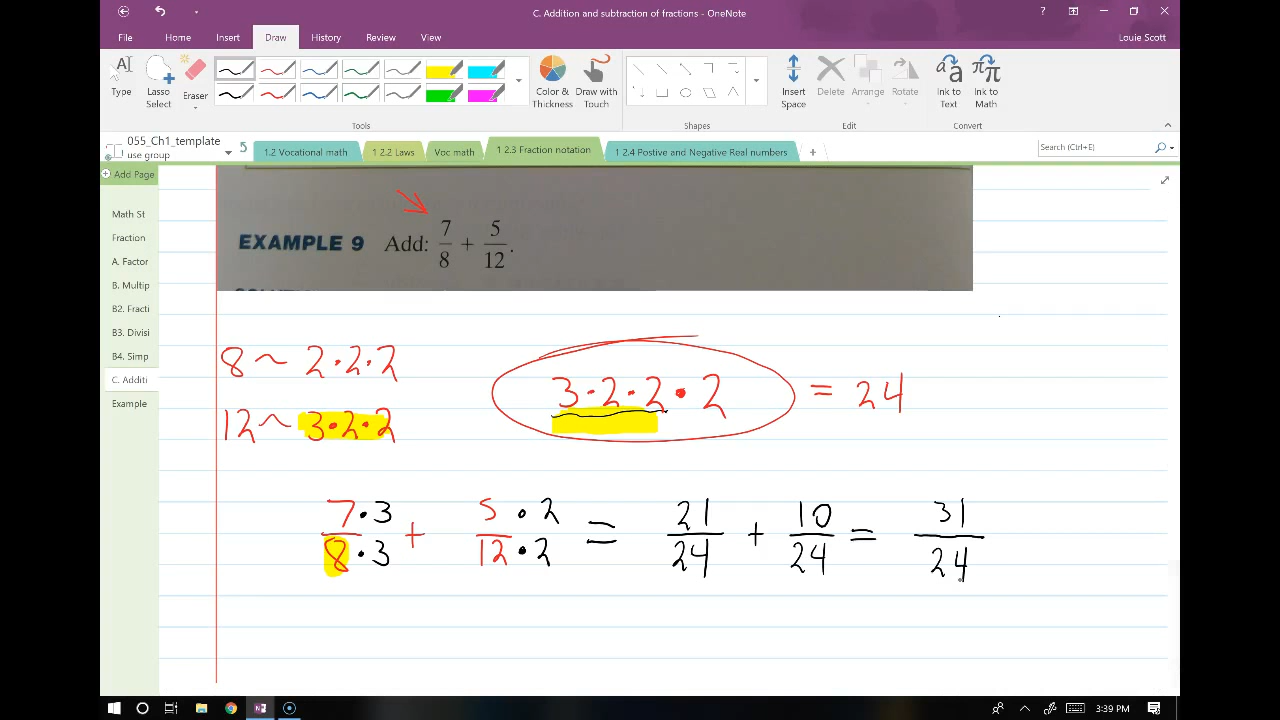 C. Addition and subtraction of fractions - OneNote
File Home Insert Draw History Review View
Louie Scott
Type Lasso Select Eraser Color & Thickness Draw with Touch Insert Space Delete Arrange Rotate Ink to Text Ink to Math
Tools Shapes Edit Convert
055_Ch1_template
use group
1.2 Vocational math 1.2.2 Laws Voc math 1 2.3 Fraction notation 1 2.4 Postive and Negative Real numbers
Search (Ctrl+E)
Add Page
Math St
Fraction
A. Factor
B. Multip
B2. Fracti
B3. Divisi
B4. Simp
C. Additi
Example
EXAMPLE 9 Add: 7/8 + 5/12.
8 ~ 2·2·2
12 ~ 3·2·2
3·2·2·2 = 24
7·3/8·3 + 5·2/12·2 = 21/24 + 10/24 = 31/24
3:39 PM